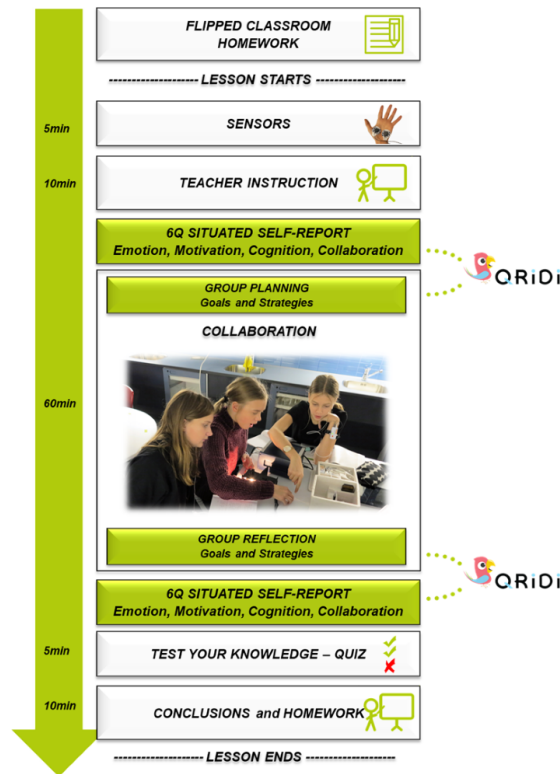 FLIPPED CLASSROOM
HOMEWORK
-------------------- LESSON STARTS --------------------
5min
SENSORS
10min
TEACHER INSTRUCTION
6Q SITUATED SELF-REPORT
Emotion, Motivation, Cognition, Collaboration
QRiDi
GROUP PLANNING
Goals and Strategies
COLLABORATION
60min
GROUP REFLECTION
Goals and Strategies
QRiDi
6Q SITUATED SELF-REPORT
Emotion, Motivation, Cognition, Collaboration
5min
TEST YOUR KNOWLEDGE – QUIZ
10min
CONCLUSIONS and HOMEWORK
-------------------- LESSON ENDS --------------------